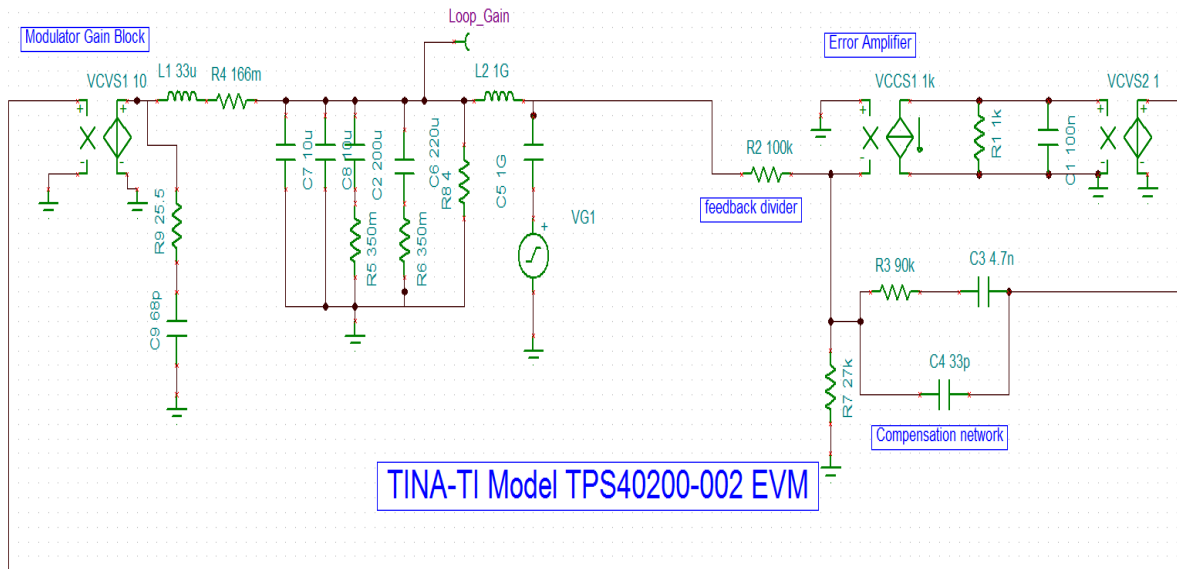 Loop_Gain
Modulator Gain Block
Error Amplifier
L1 33u
R4 166m
L2 1G
VCVS1 10
VCCS1 1k
VCVS2 1
+
-
+
-
+
-
+
-
C7 10u
C8 10u
C2 200u
C6 220u
R8 4
C5 1G
R1 1k
C1 100n
R2 100k
feedback divider
R9 25.5
R5 350m
R6 350m
VG1
+
C9 68p
R3 90k
C3 4.7n
C4 33p
R7 27k
Compensation network
TINA-TI Model TPS40200-002 EVM